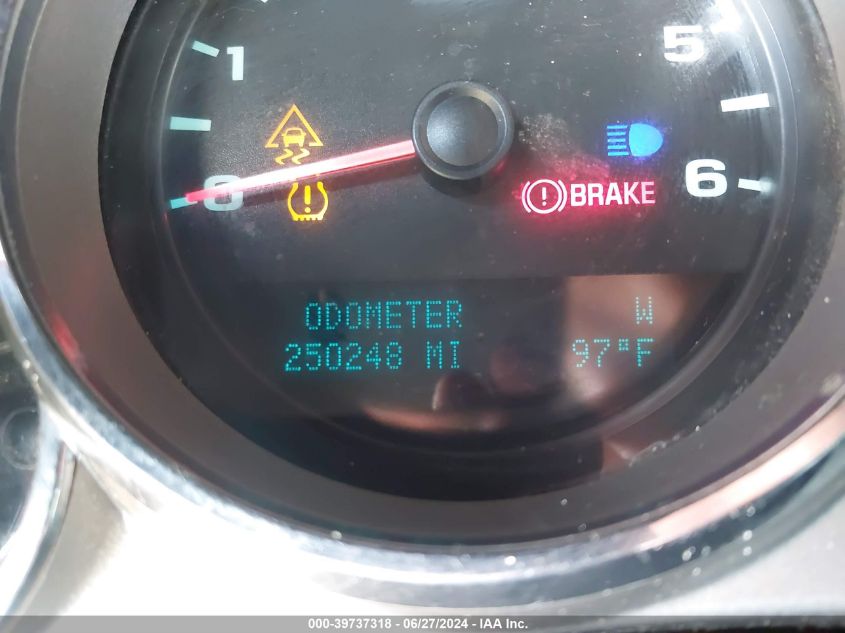 1
5
0
6
BRAKE
ODOMETER W
250248 MI 97°F
000-39737318 | 06/27/2024 - IAA, Inc.